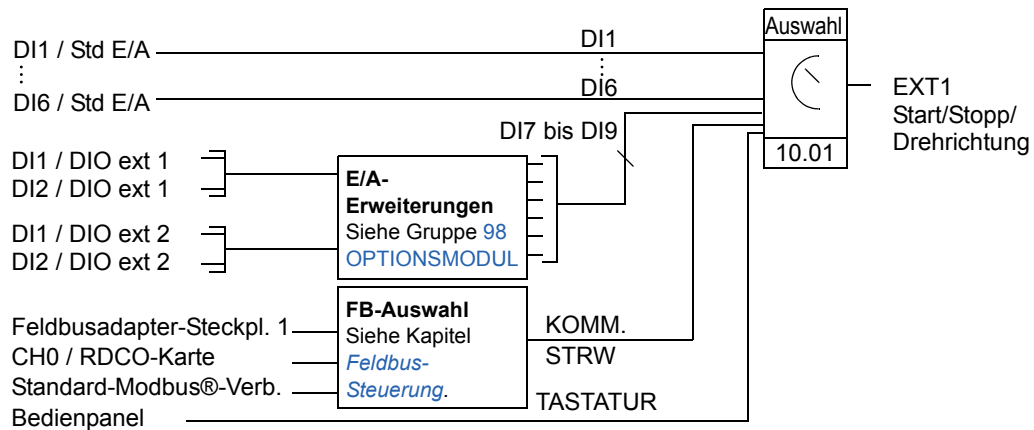 Auswahl
DI1 / Std E/A
DI1
DI6 / Std E/A
DI6
EXT1
Start/Stopp/
Drehrichtung
DI7 bis DI9
10.01
DI1 / DIO ext 1
DI2 / DIO ext 1
DI1 / DIO ext 2
DI2 / DIO ext 2
E/A-
Erweiterungen
Siehe Gruppe 98
OPTIONSMODUL
Feldbusadapter-Steckpl. 1
CH0 / RDCO-Karte
Standard-Modbus®-Verb.
Bedienpanel
FB-Auswahl
Siehe Kapitel
Feldbus-
Steuerung.
KOMM.
STRW
TASTATUR